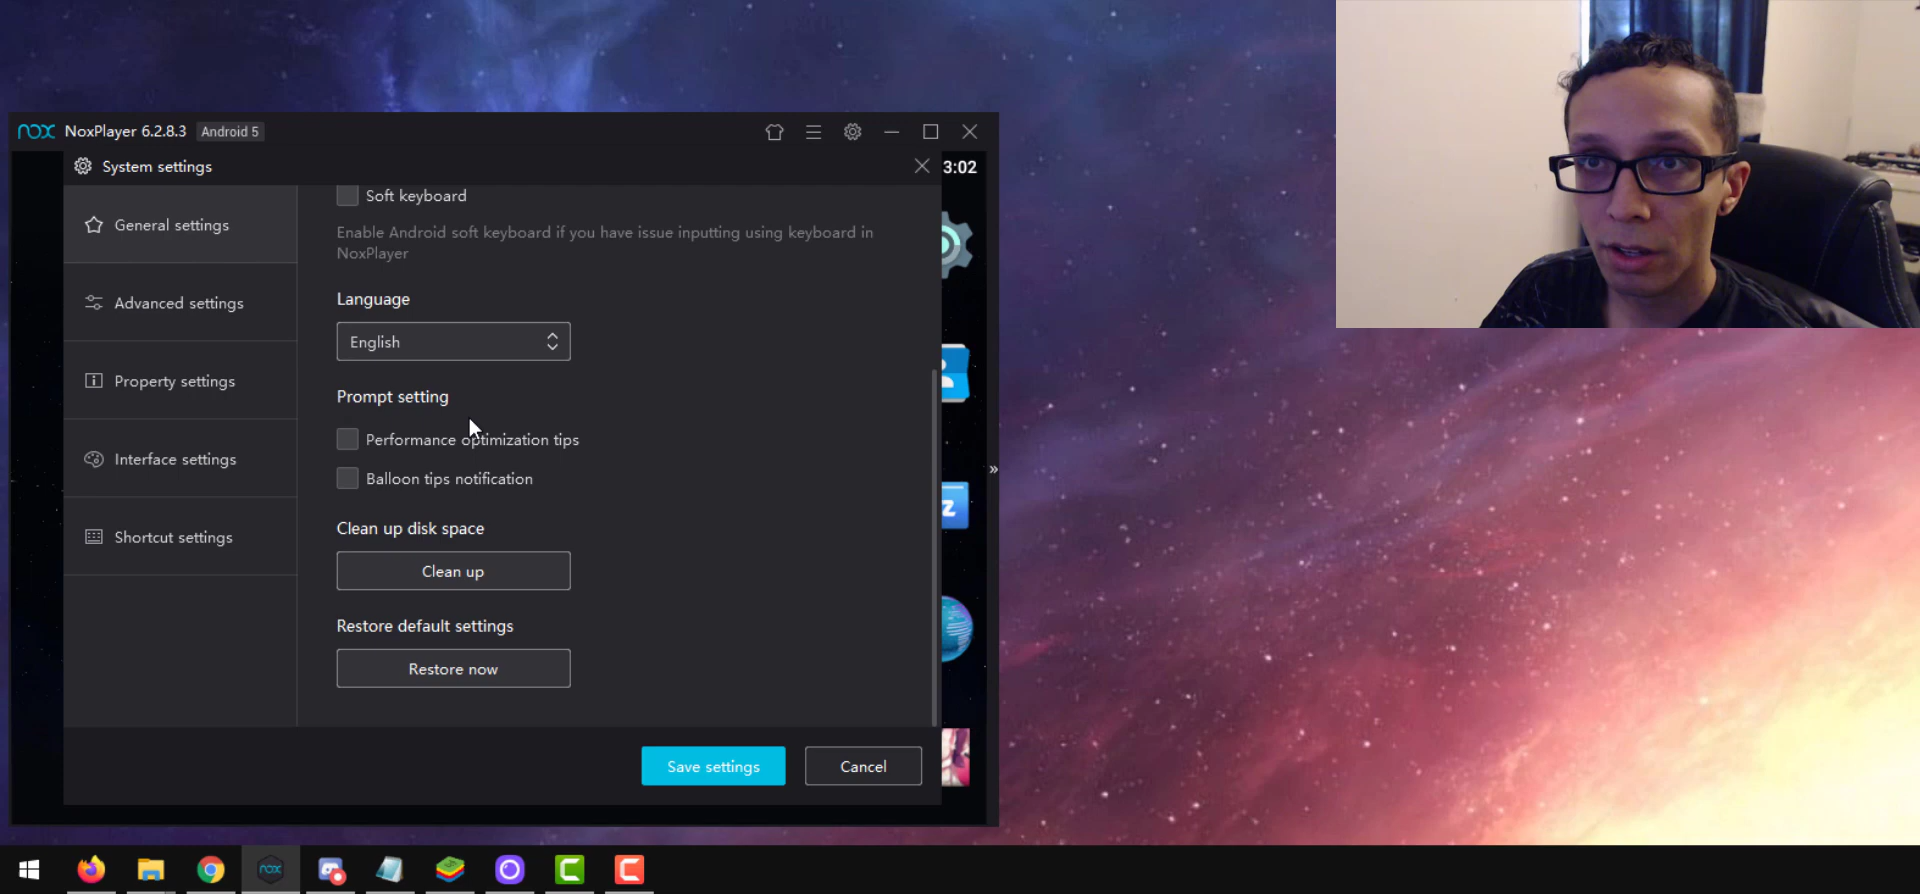 nox NoxPlayer 6.2.8.3 Android 5
System settings
3:02
General settings
Advanced settings
Property settings
Interface settings
Shortcut settings
Soft keyboard
Enable Android soft keyboard if you have issue inputting using keyboard in
NoxPlayer
Language
English
Prompt setting
Performance optimization tips
Balloon tips notification
Clean up disk space
Clean up
Restore default settings
Restore now
Save settings
Cancel
Z
nox